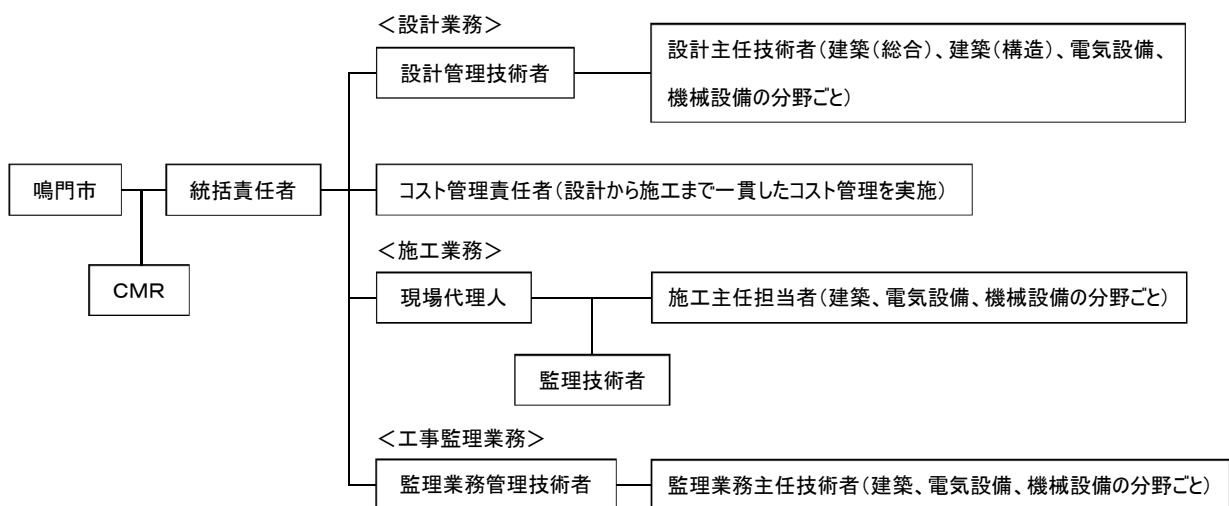 ＜設計業務＞
設計管理技術者
設計主任技術者（建築（総合）、建築（構造）、電気設備、
機械設備の分野ごと）
鳴門市
統括責任者
コスト管理責任者（設計から施工まで一貫したコスト管理を実施）
CMR
＜施工業務＞
現場代理人
施工主任担当者（建築、電気設備、機械設備の分野ごと）
監理技術者
＜工事監理業務＞
監理業務管理技術者
監理業務主任技術者（建築、電気設備、機械設備の分野ごと）